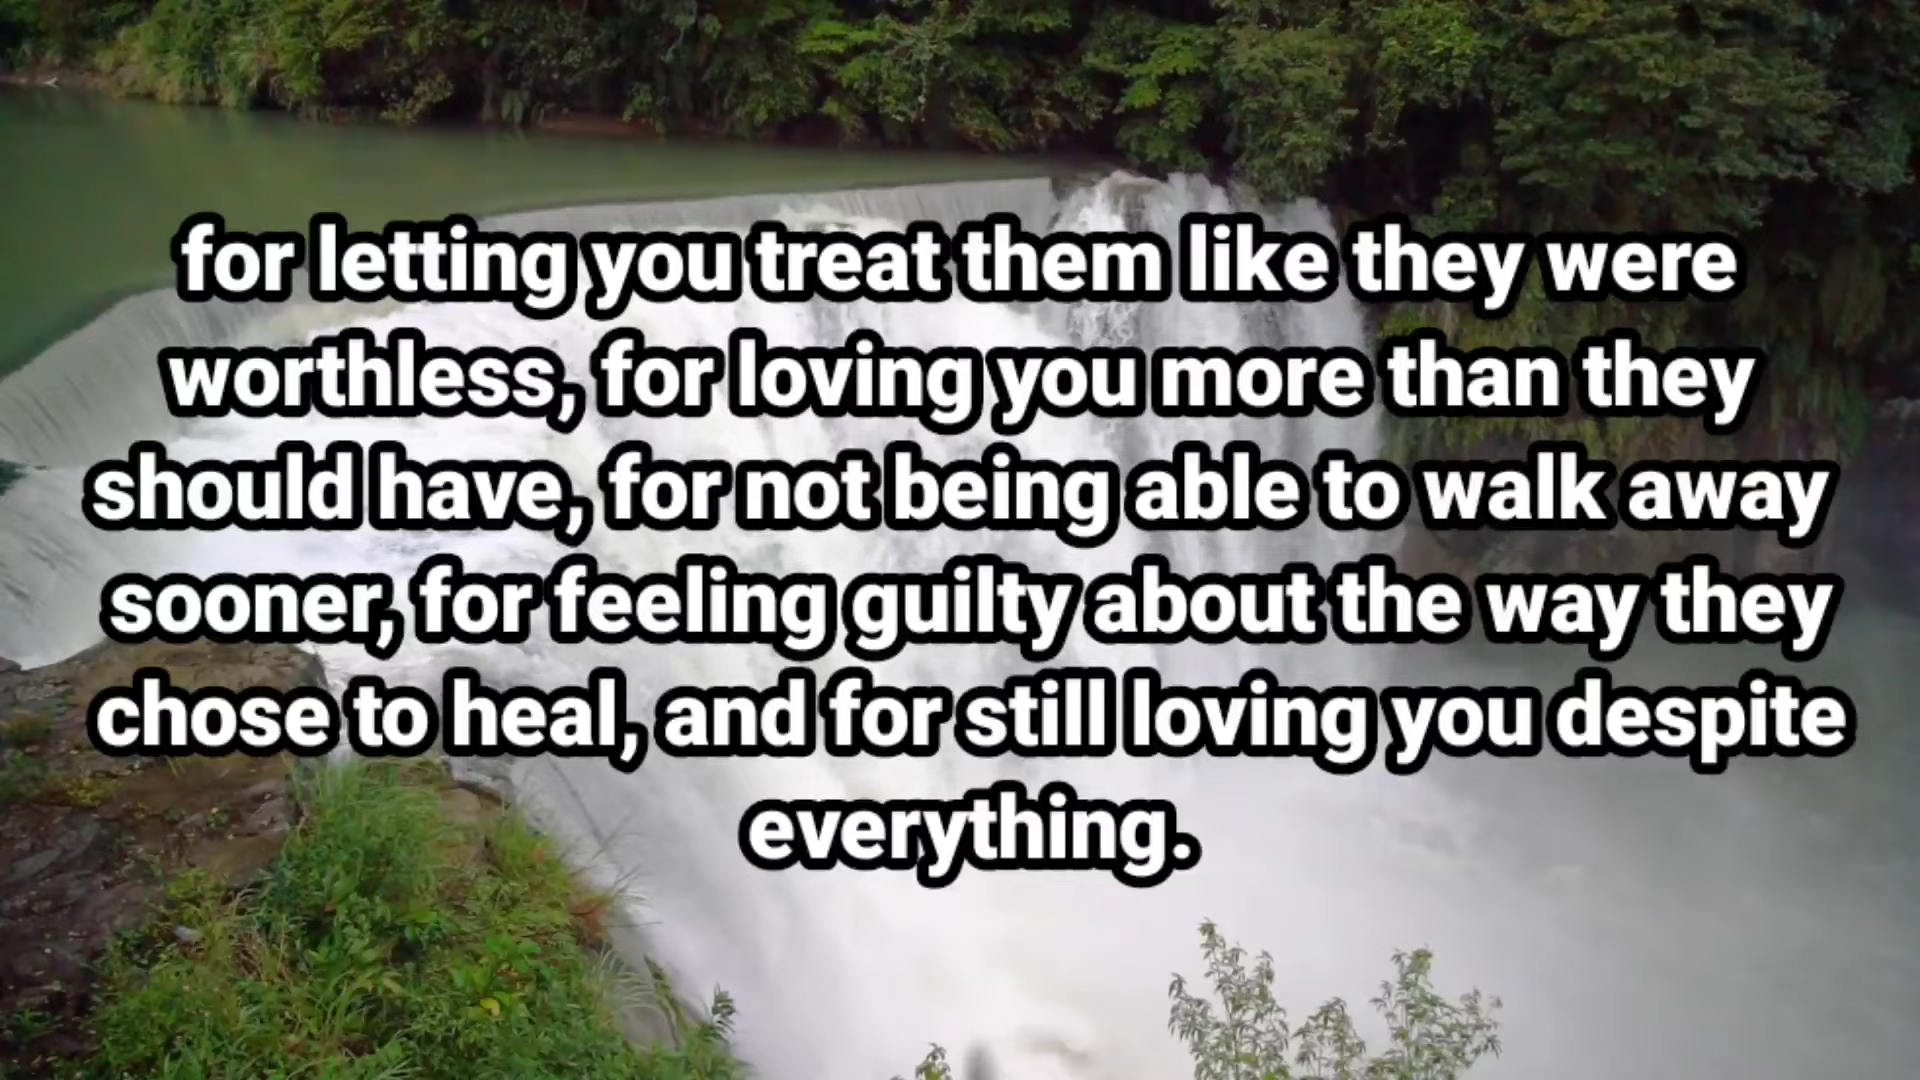 for letting you treat them like they were
worthless, for loving you more than they
should have, for not being able to walk away
sooner, for feeling guilty about the way they
chose to heal, and for still loving you despite
everything.